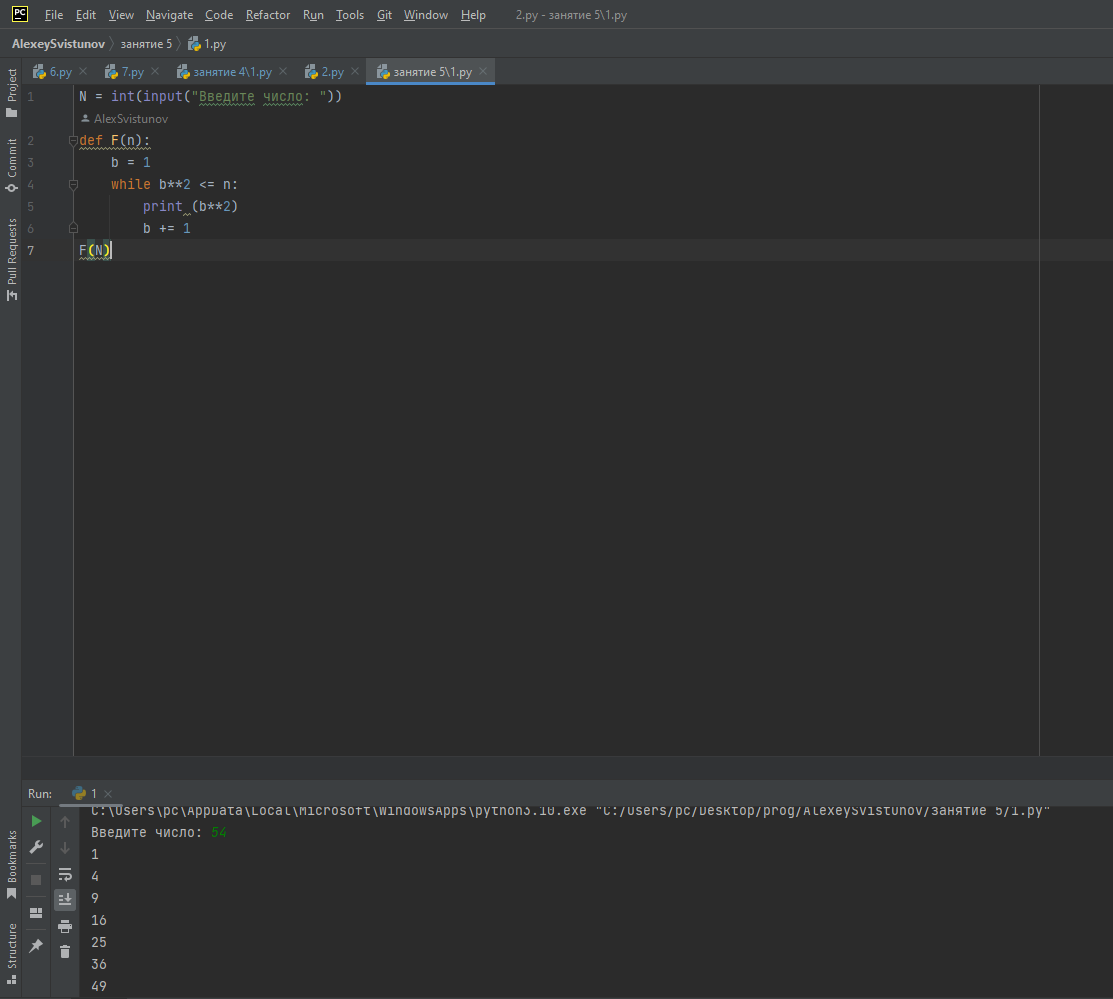 PC File Edit View Navigate Code Refactor Run Tools Git Window Help 2.py - занятие 5\1.py
AlexeySvistunov занятие 5 1.py
6.py 7.py занятие 4\1.py 2.py занятие 5\1.py
Project
Commit
Pull Requests
1 N = int(input("Введите число: "))
AlexSvistunov
2 def F(n):
3 b = 1
4 while b**2 <= n:
5 print (b**2)
6 b += 1
7 F(N)
Run: 1
C:\Users\pc\AppData\Local\Microsoft\WindowsApps\python3.10.exe "C:/Users/pc/Desktop/prog/AlexeySvistUnov/занятие 5/1.py"
Введите число: 54
1
4
9
16
25
36
49
Bookmarks
Structure